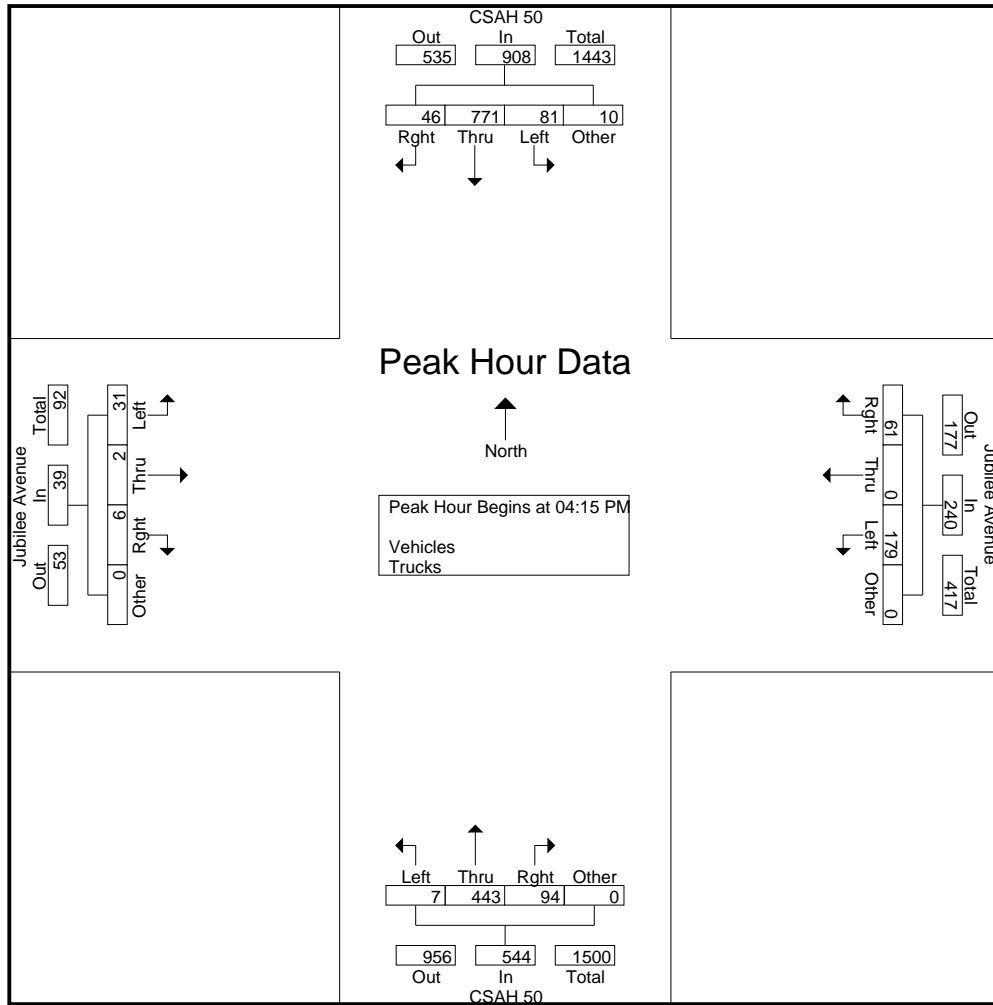 CSAH 50
Out In Total
535 908 1443
46 771 81 10
Rght Thru Left Other
Peak Hour Data
North
Peak Hour Begins at 04:15 PM
Vehicles
Trucks
Jubilee Avenue
Total In Out
92 39 53
31 2 6 0
Left Thru Rght Other
Jubilee Avenue
Out In Total
177 240 417
61 0 179 0
Rght Thru Left Other
Left Thru Rght Other
7 443 94 0
956 544 1500
Out In Total
CSAH 50